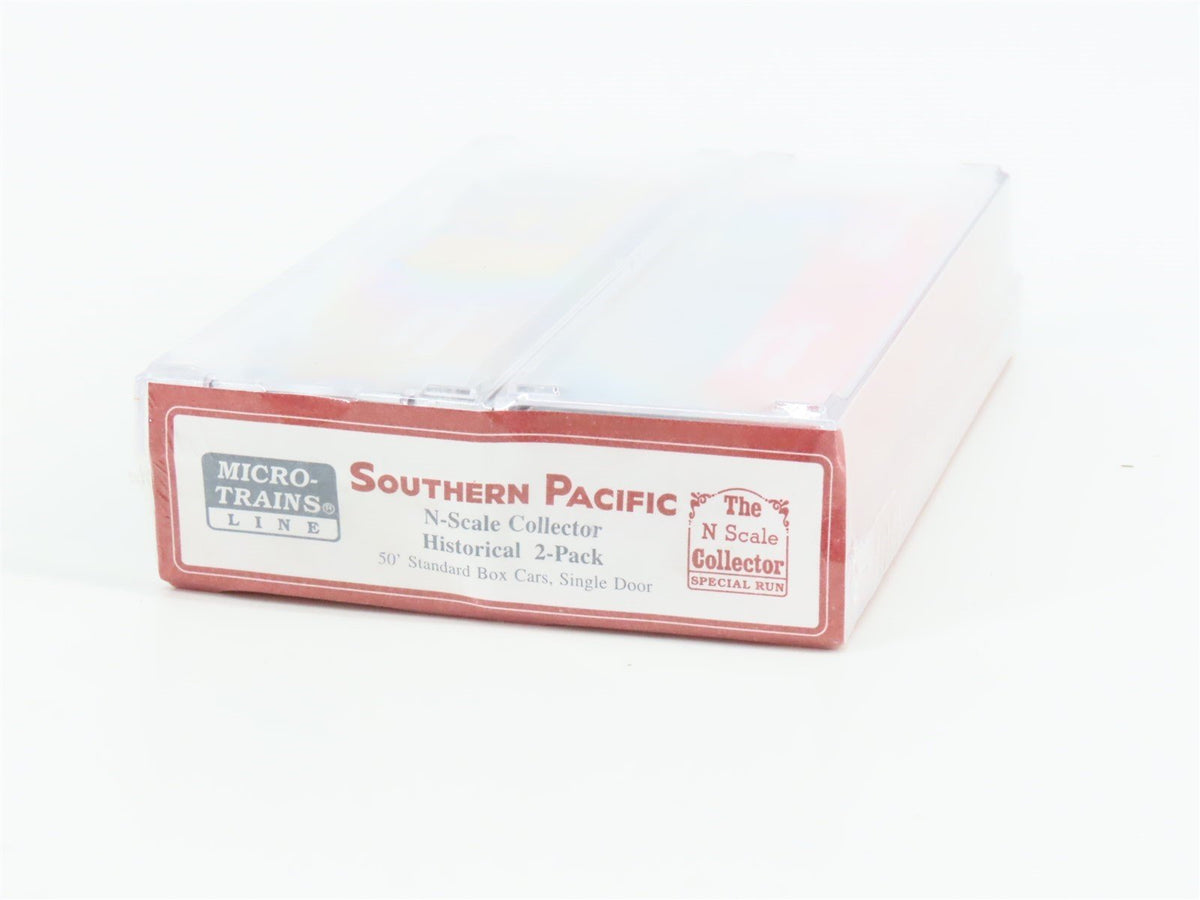 MICRO-
TRAINS®
LINE
SOUTHERN PACIFIC
N-Scale Collector
Historical 2-Pack
50' Standard Box Cars, Single Door
The
N Scale
Collector
SPECIAL RUN